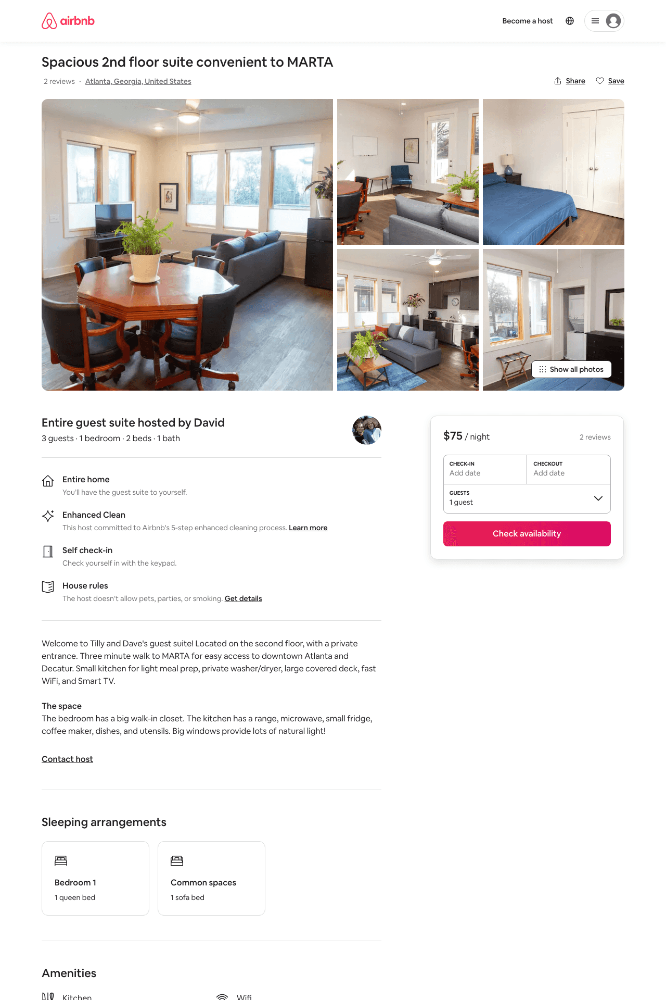 airbnb
Become a host
Spacious 2nd floor suite convenient to MARTA
2 reviews · Atlanta, Georgia, United States
Share
Save
Show all photos
Entire guest suite hosted by David
3 guests · 1 bedroom · 2 beds · 1 bath
$75 / night
2 reviews
CHECK-IN
Add date
CHECKOUT
Add date
GUESTS
1 guest
Check availability
Entire home
You'll have the guest suite to yourself.
Enhanced Clean
This host committed to Airbnb's 5-step enhanced cleaning process. Learn more
Self check-in
Check yourself in with the keypad.
House rules
The host doesn't allow pets, parties, or smoking. Get details
Welcome to Tilly and Dave's guest suite! Located on the second floor, with a private
entrance. Three minute walk to MARTA for easy access to downtown Atlanta and
Decatur. Small kitchen for light meal prep, private washer/dryer, large covered deck, fast
WiFi, and Smart TV.
The space
The bedroom has a big walk-in closet. The kitchen has a range, microwave, small fridge,
coffee maker, dishes, and utensils. Big windows provide lots of natural light!
Contact host
Sleeping arrangements
Bedroom 1
1 queen bed
Common spaces
1 sofa bed
Amenities
Kitchen
Wifi